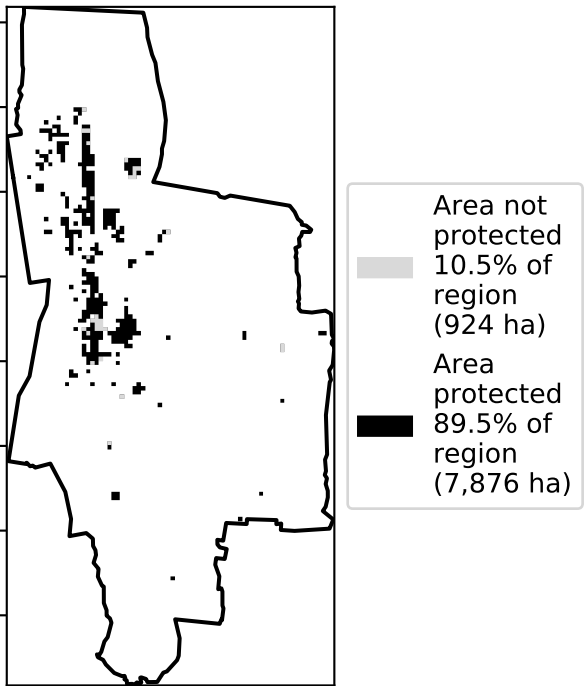 Area not
protected
10.5% of
region
(924 ha)
Area
protected
89.5% of
region
(7,876 ha)